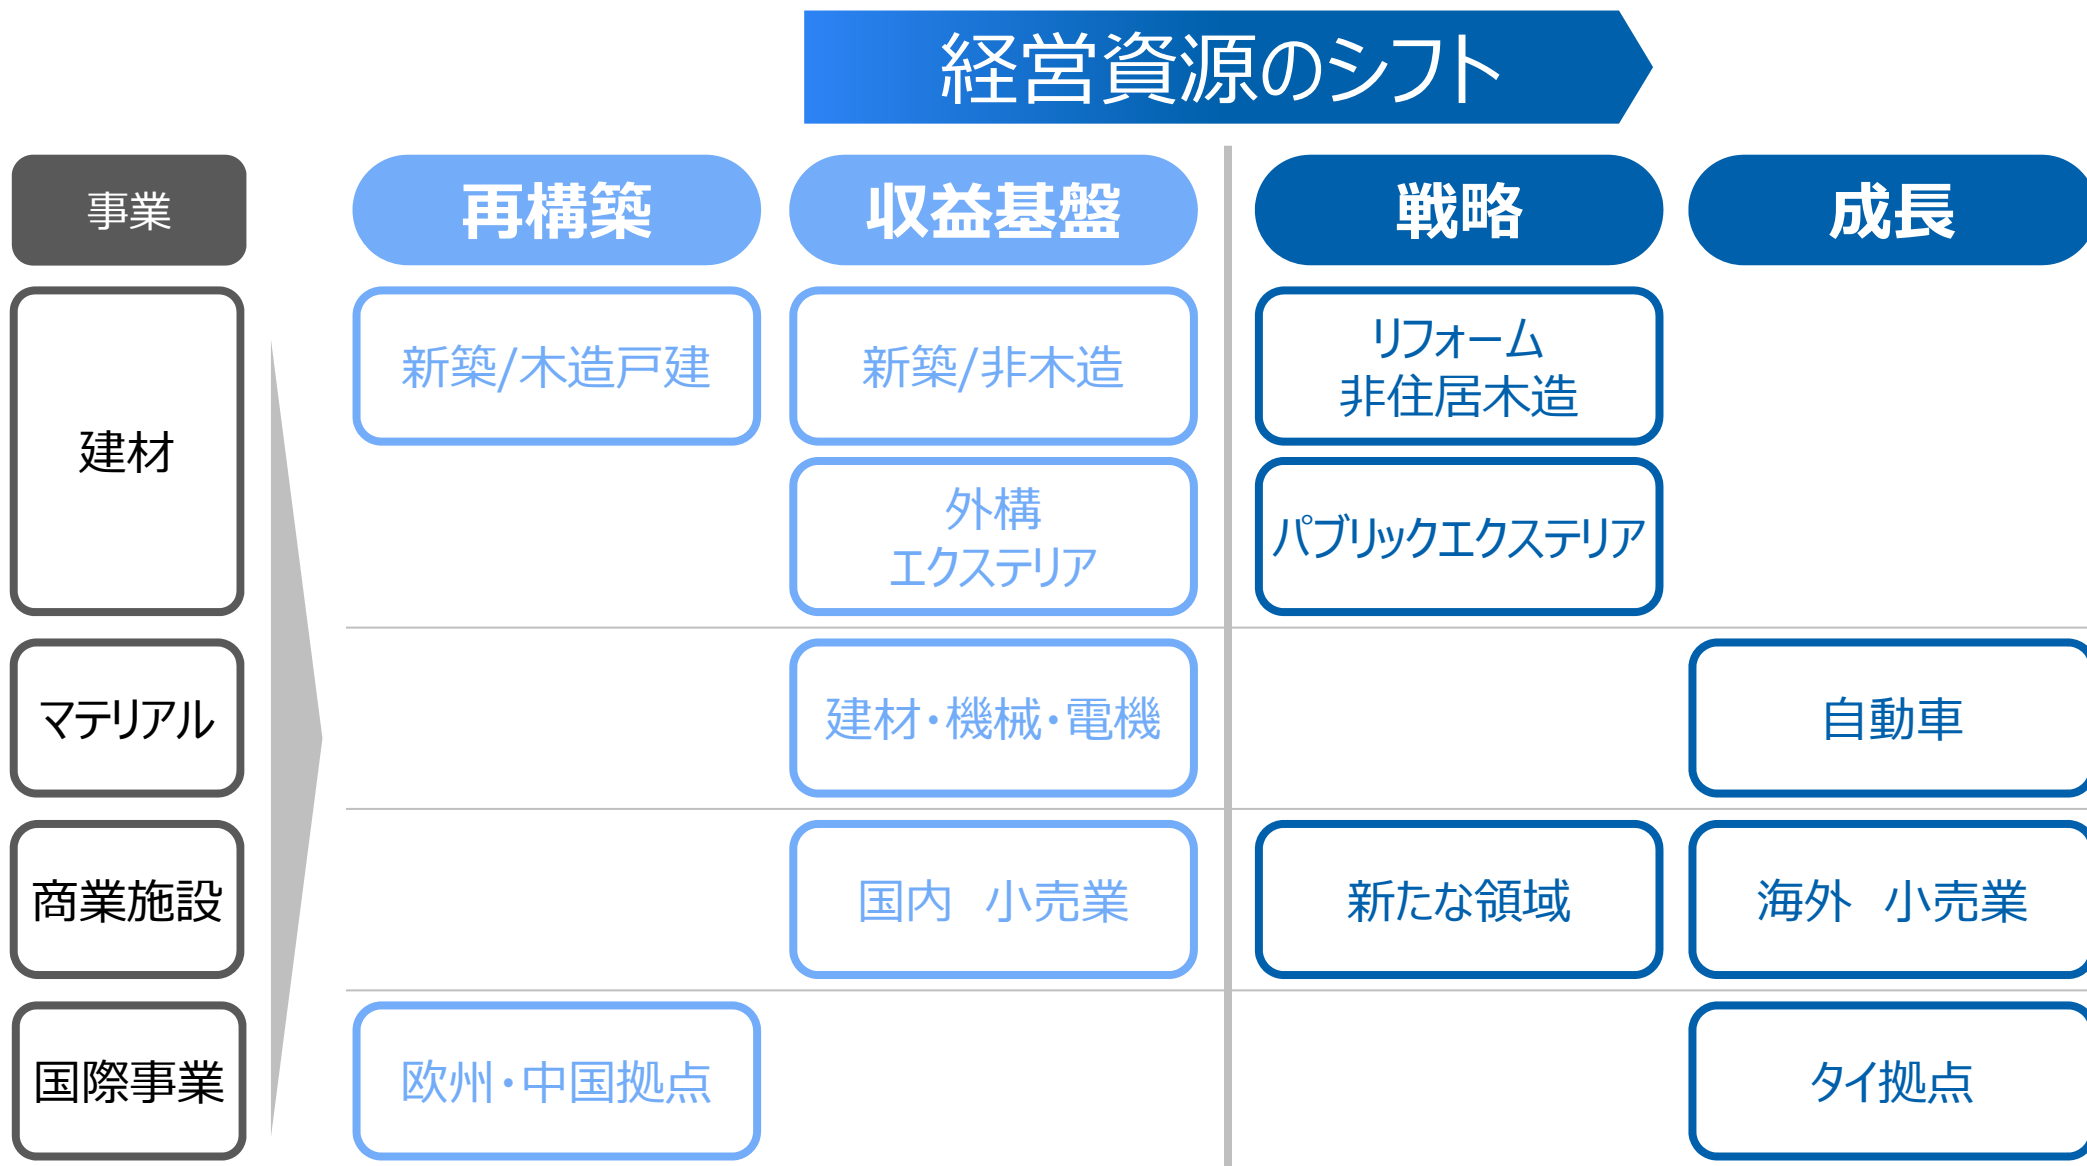 経営資源のシフト
事業
再構築
収益基盤
戦略
成長
建材
新築/木造戸建
新築/非木造
リフォーム
非住居木造
外構
エクステリア
パブリックエクステリア
マテリアル
建材・機械・電機
自動車
商業施設
国内　小売業
新たな領域
海外　小売業
国際事業
欧州・中国拠点
タイ拠点